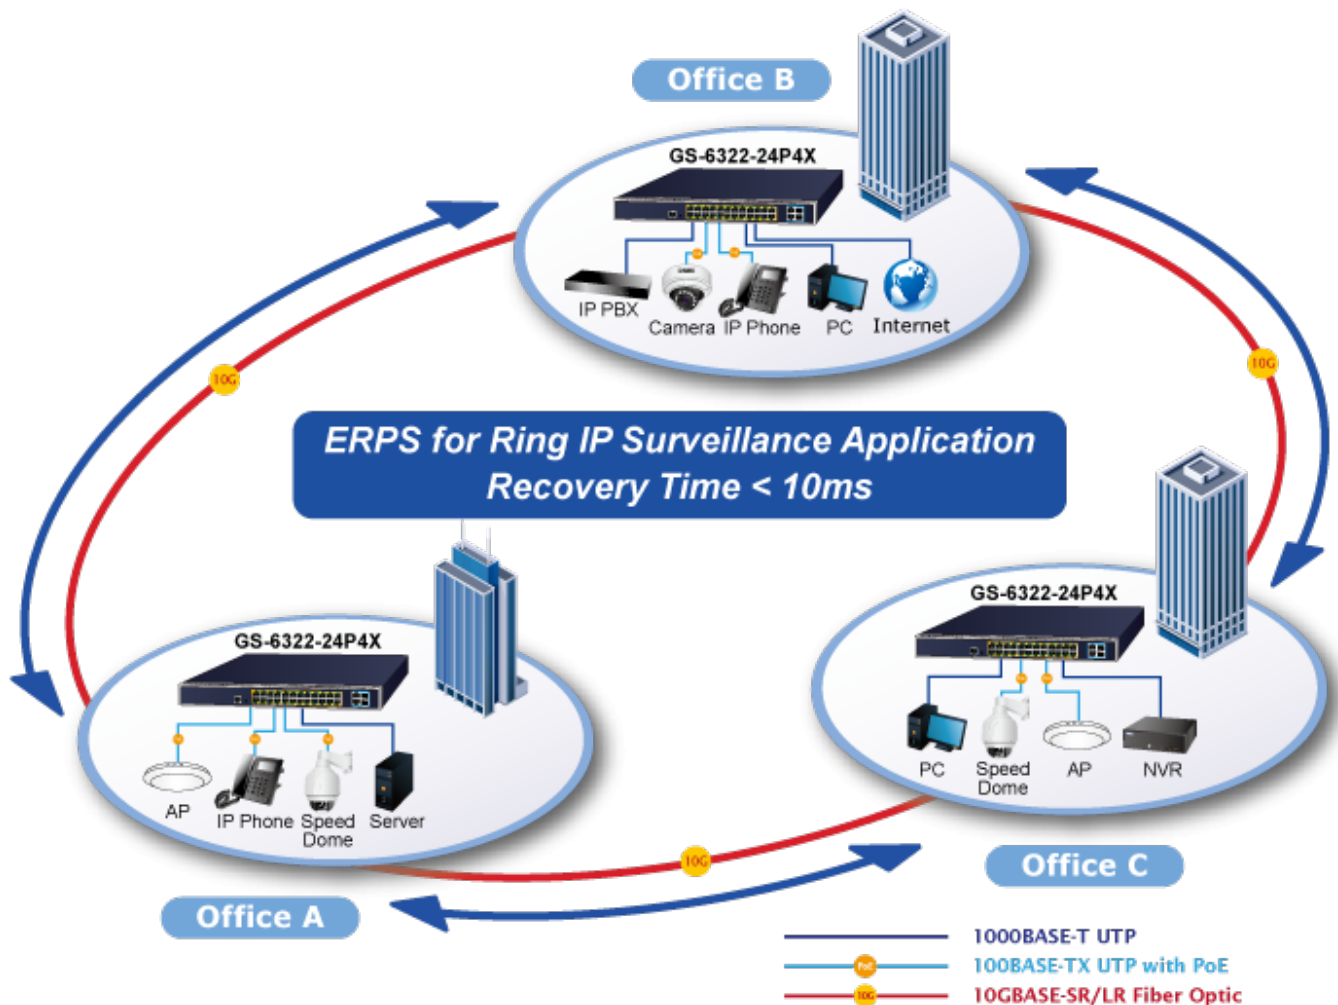 Office B
GS-6322-24P4X
IP PBX
Camera
IP Phone
PC
Internet
10G
10G
ERPS for Ring IP Surveillance Application
Recovery Time < 10ms
GS-6322-24P4X
AP
IP Phone
Speed
Dome
Server
Office A
GS-6322-24P4X
PC
Speed
Dome
AP
NVR
Office C
10G
1000BASE-T UTP
PoE
100BASE-TX UTP with PoE
10G
10GBASE-SR/LR Fiber Optic